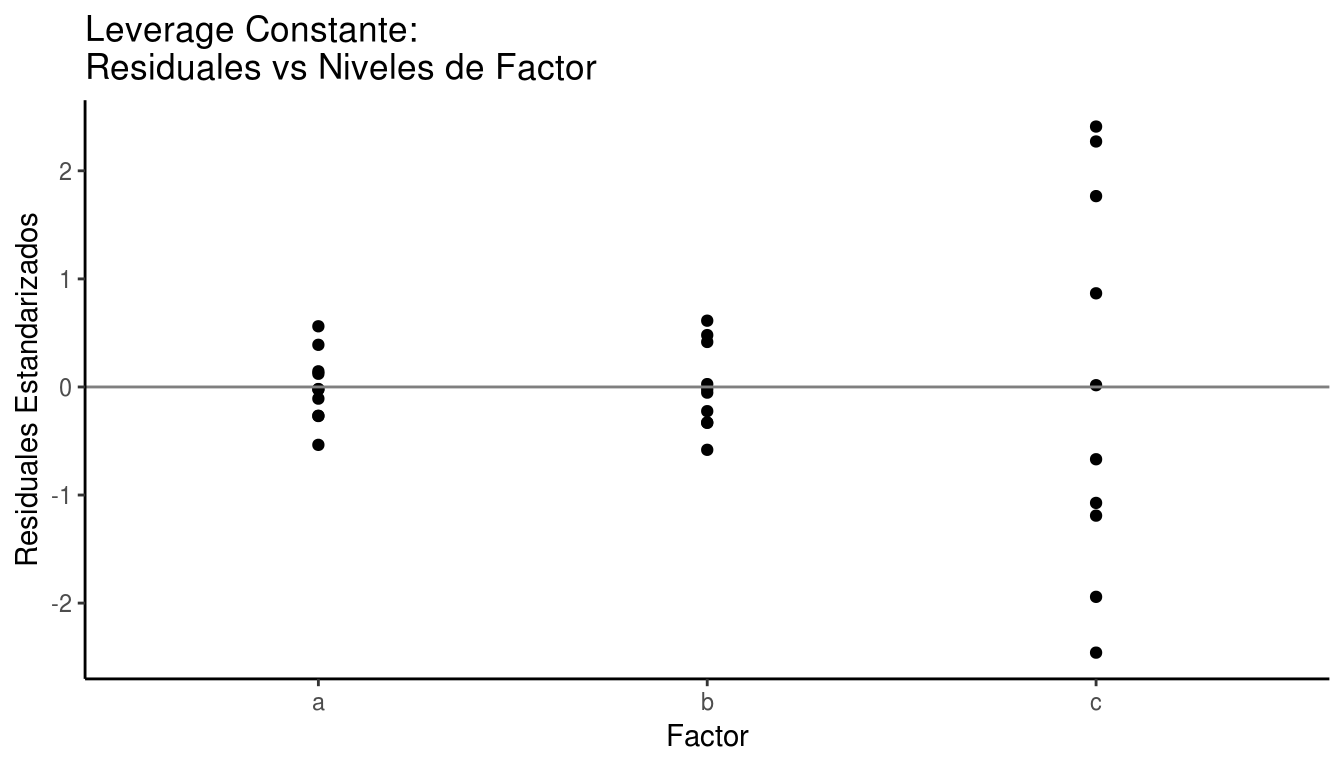 Leverage Constante:
Residuales vs Niveles de Factor
Residuales Estandarizados
2
1
0
-1
-2
a
b
c
Factor